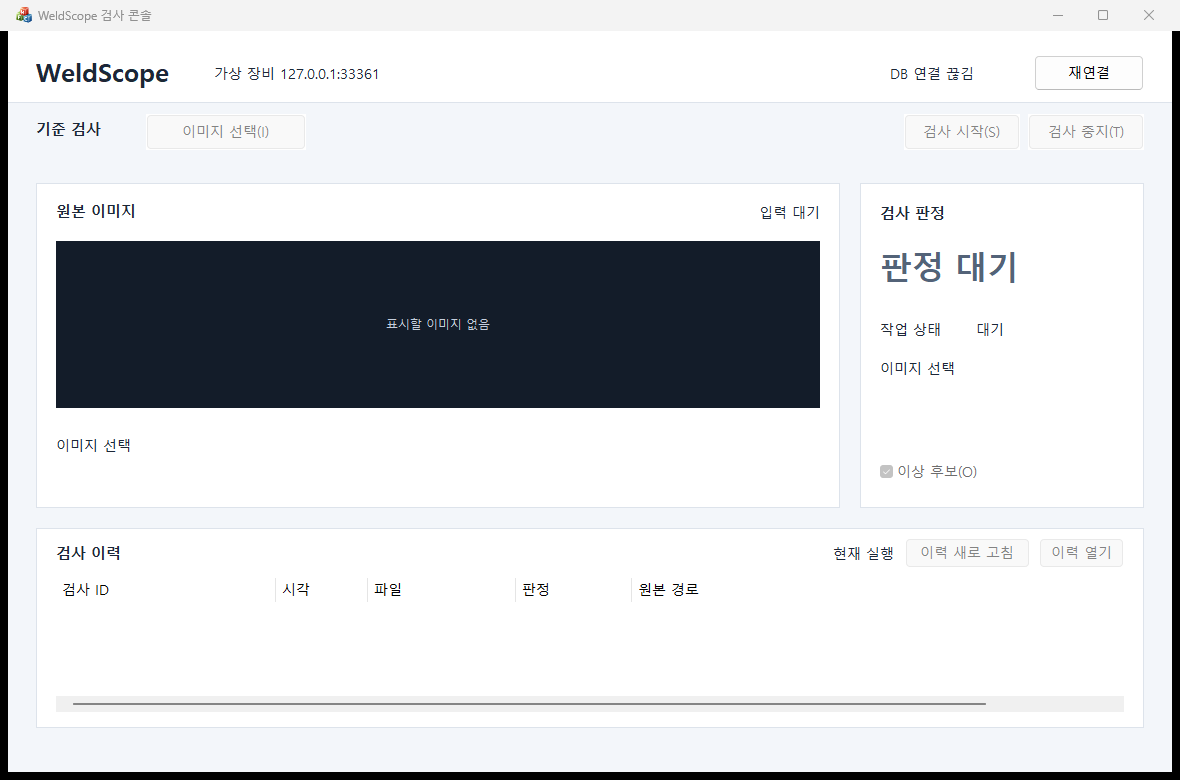 WeldScope 검사 콘솔
WeldScope 가상 장비 127.0.0.1:33361 DB 연결 끊김 재연결
기준 검사 이미지 선택(I) 검사 시작(S) 검사 중지(T)
원본 이미지 입력 대기
표시할 이미지 없음
이미지 선택
검사 판정
판정 대기
작업 상태 대기
이미지 선택
이상 후보(O)
검사 이력 현재 실행 이력 새로 고침 이력 열기
검사 ID 시각 파일 판정 원본 경로